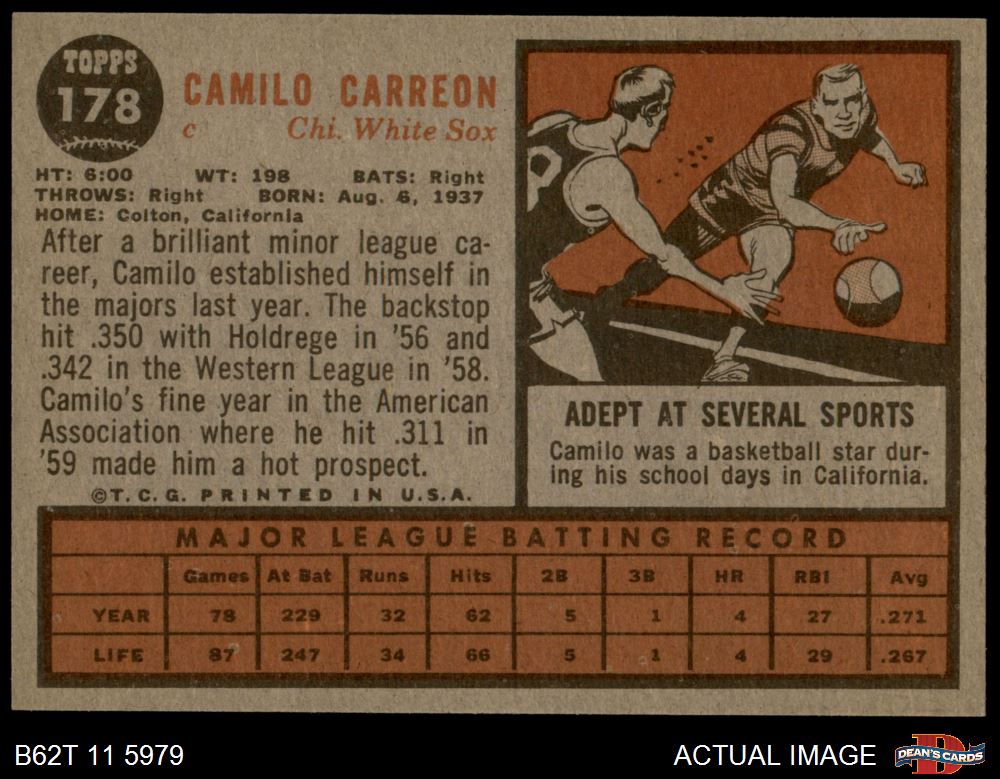 TOPPS
178
CAMILO CARREON
c Chi. White Sox
HT: 6:00 WT: 198 BATS: Right
THROWS: Right BORN: Aug. 6, 1937
HOME: Colton, California
After a brilliant minor league ca-
reer, Camilo established himself in
the majors last year. The backstop
hit .350 with Holdrege in '56 and
.342 in the Western League in '58.
Camilo's fine year in the American
Association where he hit .311 in
'59 made him a hot prospect.
©T.C.G. PRINTED IN U.S.A.
ADEPT AT SEVERAL SPORTS
Camilo was a basketball star dur-
ing his school days in California.
MAJOR LEAGUE BATTING RECORD
Games At Bat Runs Hits 2B 3B HR RBI Avg
YEAR 78 229 32 62 5 1 4 27 .271
LIFE 87 247 34 66 5 1 4 29 .267
B62T 11 5979 ACTUAL IMAGE DEAN'S CARDS